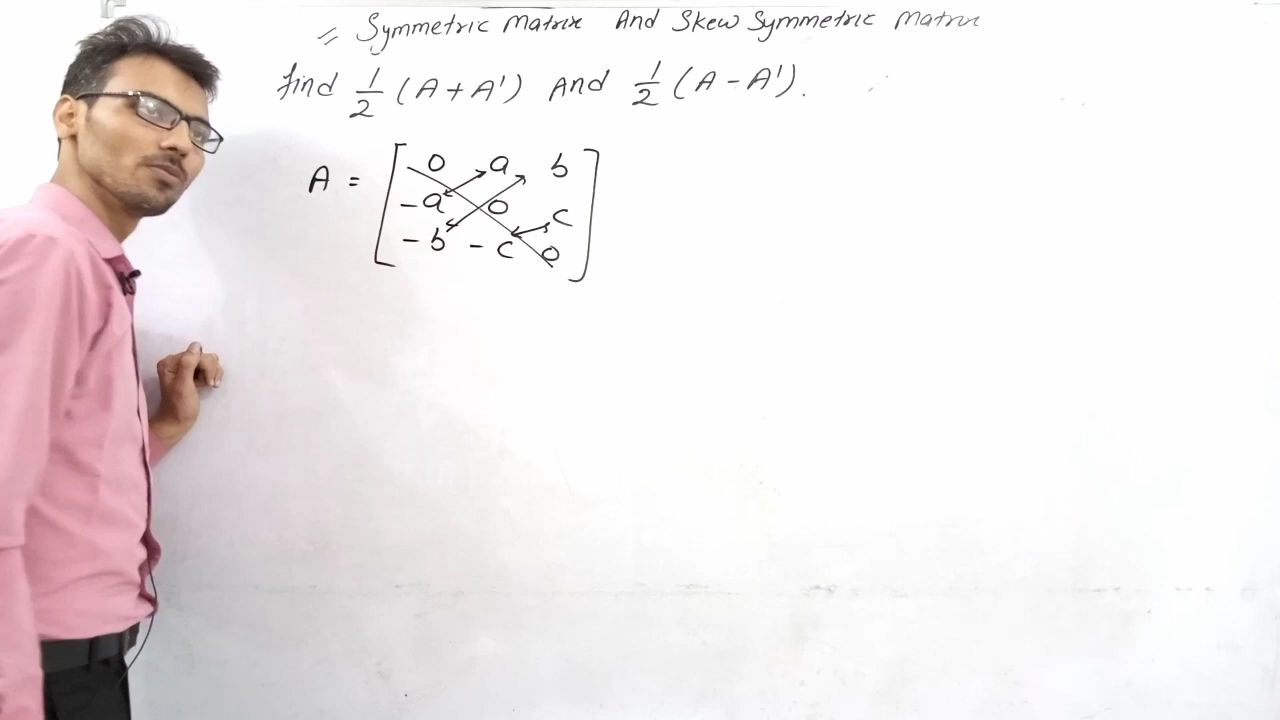 = Symmetric Matrix And Skew Symmetric Matrix
find 1/2 (A + A') And 1/2 (A - A').
A = [ 0 a b
-a 0 c
-b -c 0 ]